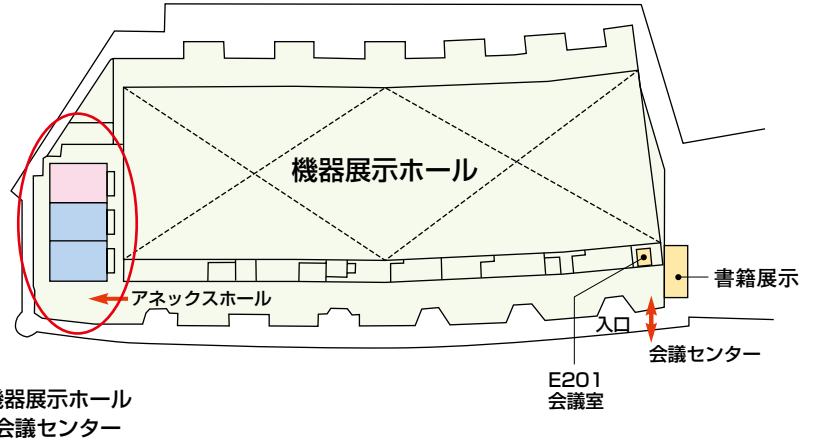 機器展示ホール
書籍展示
アネックスホール
入口
会議センター
E201
会議室
機器展示ホール
会議センター